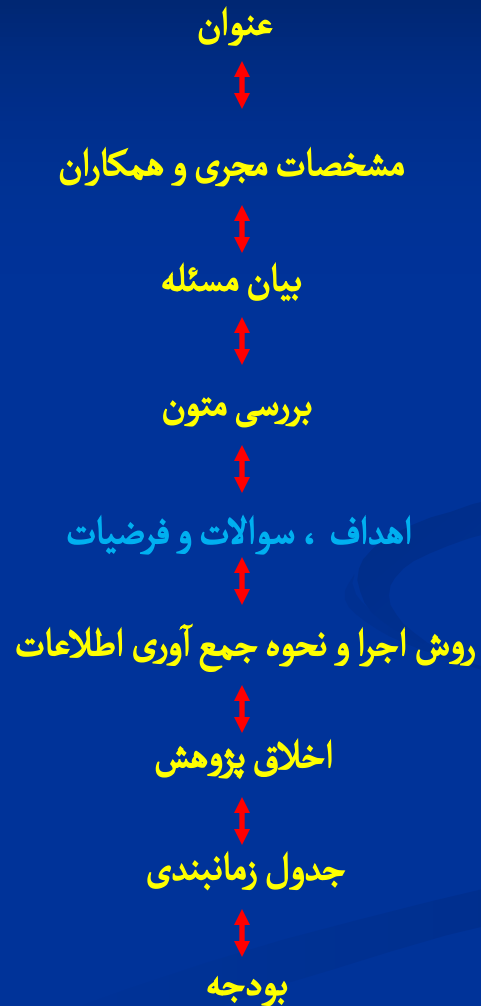 عنوان
مشخصات مجری و همکاران
بیان مسئله
بررسی متون
اهداف ، سوالات و فرضیات
روش اجرا و نحوه جمع آوری اطلاعات
اخلاق پژوهش
جدول زمانبندی
بودجه